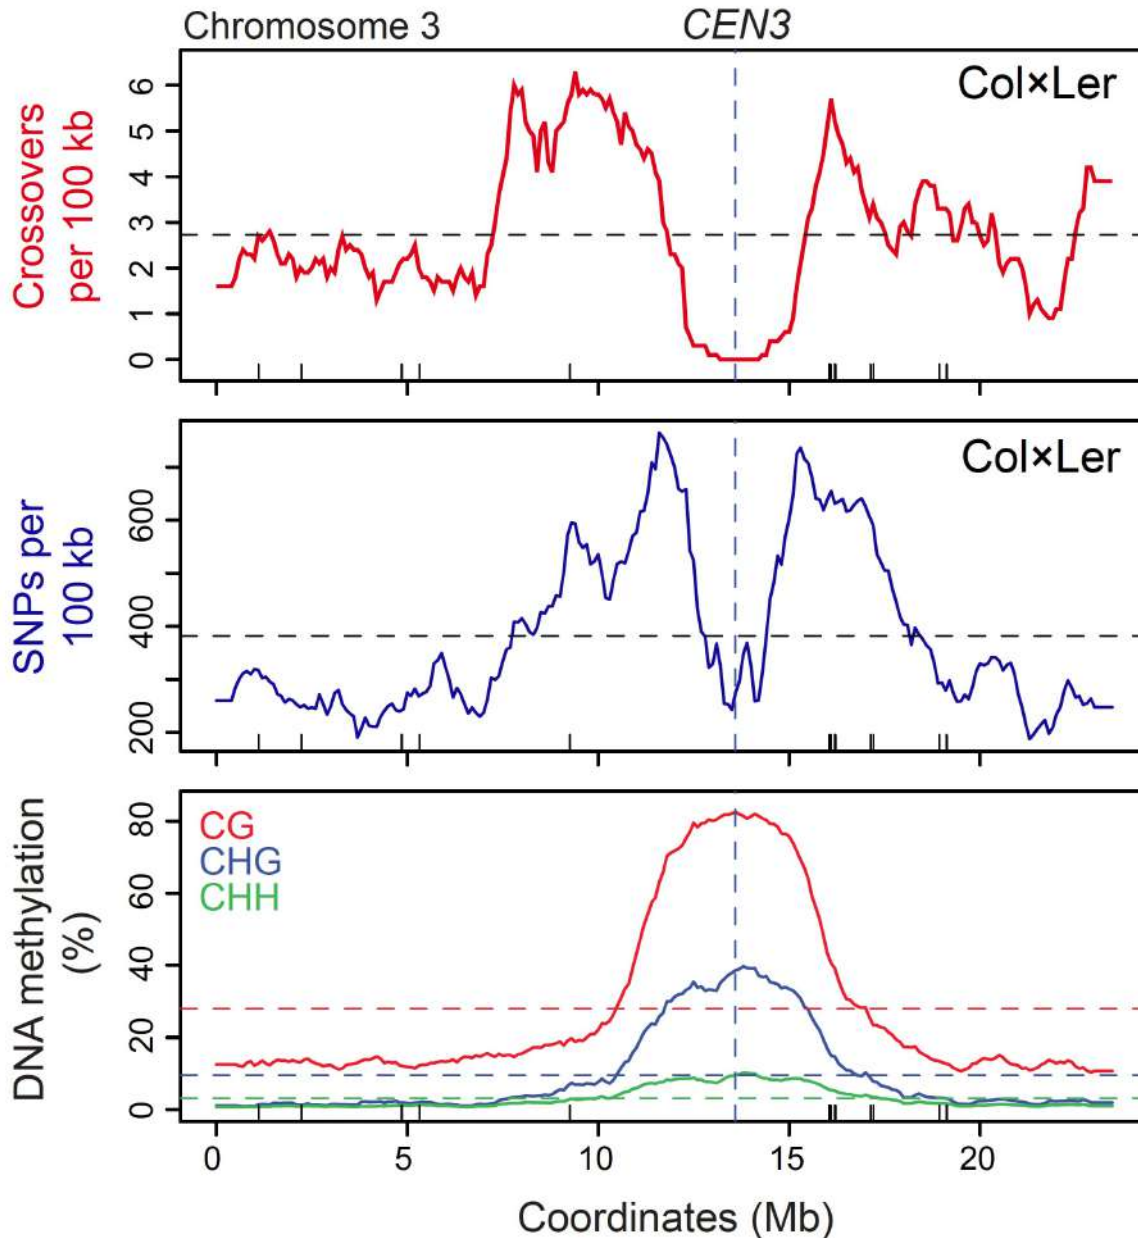 Chromosome 3
CEN3
Crossovers
per 100 kb
0 1 2 3 4 5 6
Col×Ler
SNPs per
100 kb
200 400 600
Col×Ler
DNA methylation
(%)
0 20 40 60 80
CG
CHG
CHH
0 5 10 15 20
Coordinates (Mb)